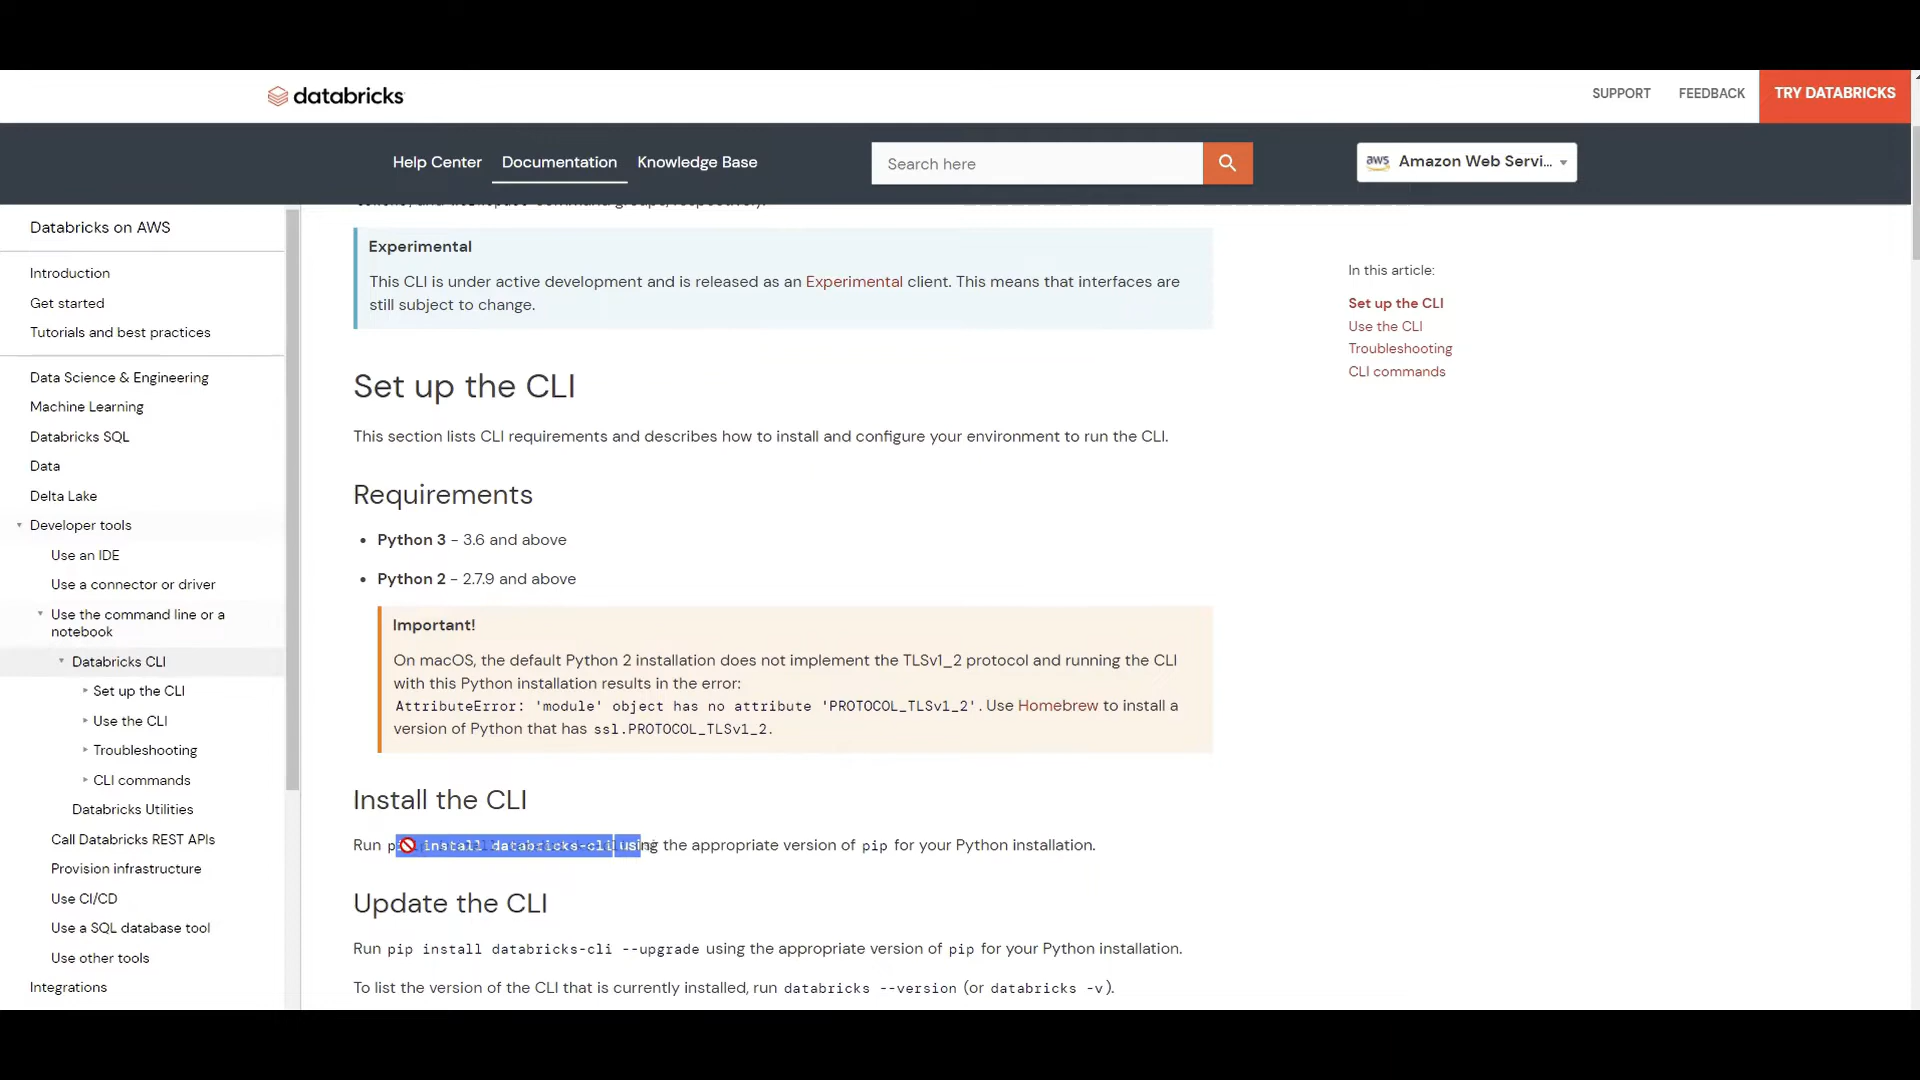 databricks
SUPPORT
FEEDBACK
TRY DATABRICKS
Help Center
Documentation
Knowledge Base
Search here
aws
Amazon Web Servi...
Databricks on AWS
Introduction
Get started
Tutorials and best practices
Data Science & Engineering
Machine Learning
Databricks SQL
Data
Delta Lake
Developer tools
Use an IDE
Use a connector or driver
Use the command line or a
notebook
Databricks CLI
Set up the CLI
Use the CLI
Troubleshooting
CLI commands
Databricks Utilities
Call Databricks REST APIs
Provision infrastructure
Use CI/CD
Use a SQL database tool
Use other tools
Integrations
Experimental
This CLI is under active development and is released as an Experimental client. This means that interfaces are
still subject to change.
Set up the CLI
This section lists CLI requirements and describes how to install and configure your environment to run the CLI.
Requirements
• Python 3 - 3.6 and above
• Python 2 - 2.7.9 and above
Important!
On macOS, the default Python 2 installation does not implement the TLSv1_2 protocol and running the CLI
with this Python installation results in the error:
AttributeError: 'module' object has no attribute 'PROTOCOL_TLSv1_2'. Use Homebrew to install a
version of Python that has ssl.PROTOCOL_TLSv1_2.
Install the CLI
Run install databricks-cli using the appropriate version of pip for your Python installation.
Update the CLI
Run pip install databricks-cli --upgrade using the appropriate version of pip for your Python installation.
To list the version of the CLI that is currently installed, run databricks --version (or databricks -v).
In this article:
Set up the CLI
Use the CLI
Troubleshooting
CLI commands